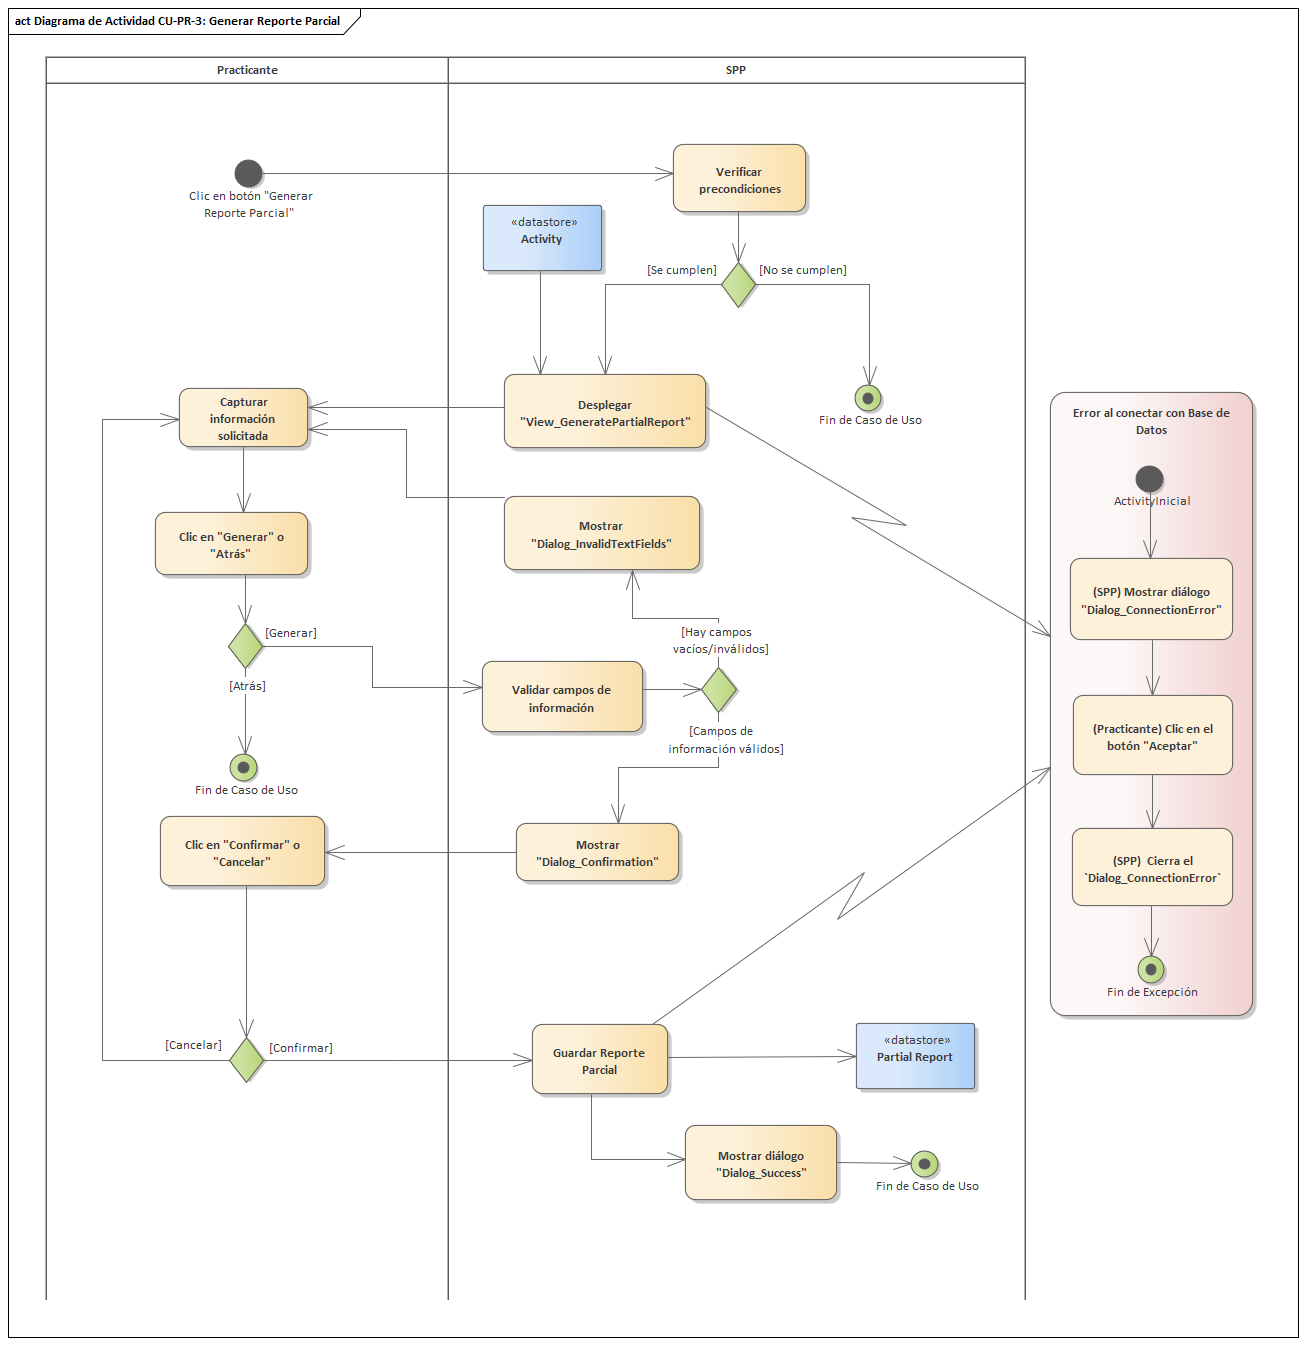 act Diagrama de Actividad CU-PR-3: Generar Reporte Parcial
Practicante
SPP
Clic en botón "Generar
Reporte Parcial"
Verificar
precondiciones
«datastore»
Activity
[Se cumplen]
[No se cumplen]
Fin de Caso de Uso
Desplegar
"View_GeneratePartialReport"
Capturar
información
solicitada
Error al conectar con Base de
Datos
ActivityInicial
Clic en "Generar" o
"Atrás"
Mostrar
"Dialog_InvalidTextFields"
(SPP) Mostrar diálogo
"Dialog_ConnectionError"
[Generar]
[Atrás]
[Hay campos
vacíos/inválidos]
Validar campos de
información
[Campos de
información válidos]
(Practicante) Clic en el
botón "Aceptar"
Fin de Caso de Uso
Clic en "Confirmar" o
"Cancelar"
Mostrar
"Dialog_Confirmation"
(SPP)  Cierra el
`Dialog_ConnectionError`
Fin de Excepción
[Cancelar]
[Confirmar]
Guardar Reporte
Parcial
«datastore»
Partial Report
Mostrar diálogo
"Dialog_Success"
Fin de Caso de Uso